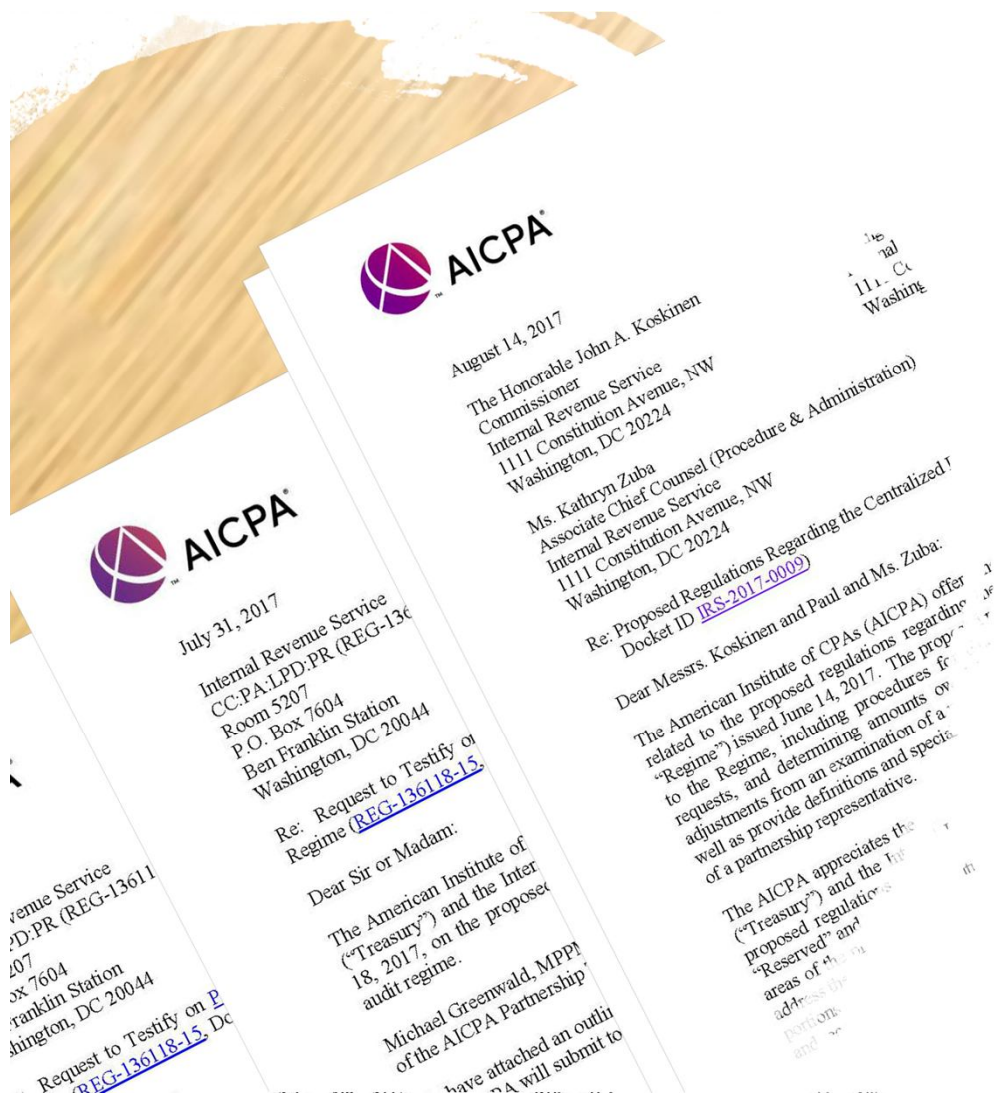 AICPA
August 14, 2017
The Honorable John A. Koskinen
Commissioner
Internal Revenue Service
1111 Constitution Avenue, NW
Washington, DC 20224
Ms. Kathryn Zuba
Associate Chief Counsel (Procedure & Administration)
Internal Revenue Service
1111 Constitution Avenue, NW
Washington, DC 20224
Re: Proposed Regulations Regarding the Centralized
Docket ID IRS-2017-0009)
Dear Messrs. Koskinen and Paul and Ms. Zuba:
The American Institute of CPAs (AICPA) offer
related to the proposed regulations regarding
“Regime”) issued June 14, 2017. The
to the Regime, including procedures
requests, and determining amounts
adjustments from an examination of a
well as provide definitions and
of a partnership representative.
The AICPA appreciates the
(“Treasury”) and the
proposed
“Reserved” and
areas of
address
AICPA
July 31, 2017
Internal Revenue Service
CC:PA:LPD:PR (REG-136
Room 5207
P.O. Box 7604
Ben Franklin Station
Washington, DC 20044
Re: Request to Testify on
Regime (REG-136118-15,
Dear Sir or Madam:
The American Institute of
(“Treasury”) and the Inter
18, 2017, on the proposed
audit regime.
Michael Greenwald, MPPM
of the AICPA Partnership
have attached an
will submit to
A
venue Service
PD:PR (REG-13611
207
ox 7604
ranklin Station
hington, DC 20044
Request to Testify on P
REG-136118-15, Do